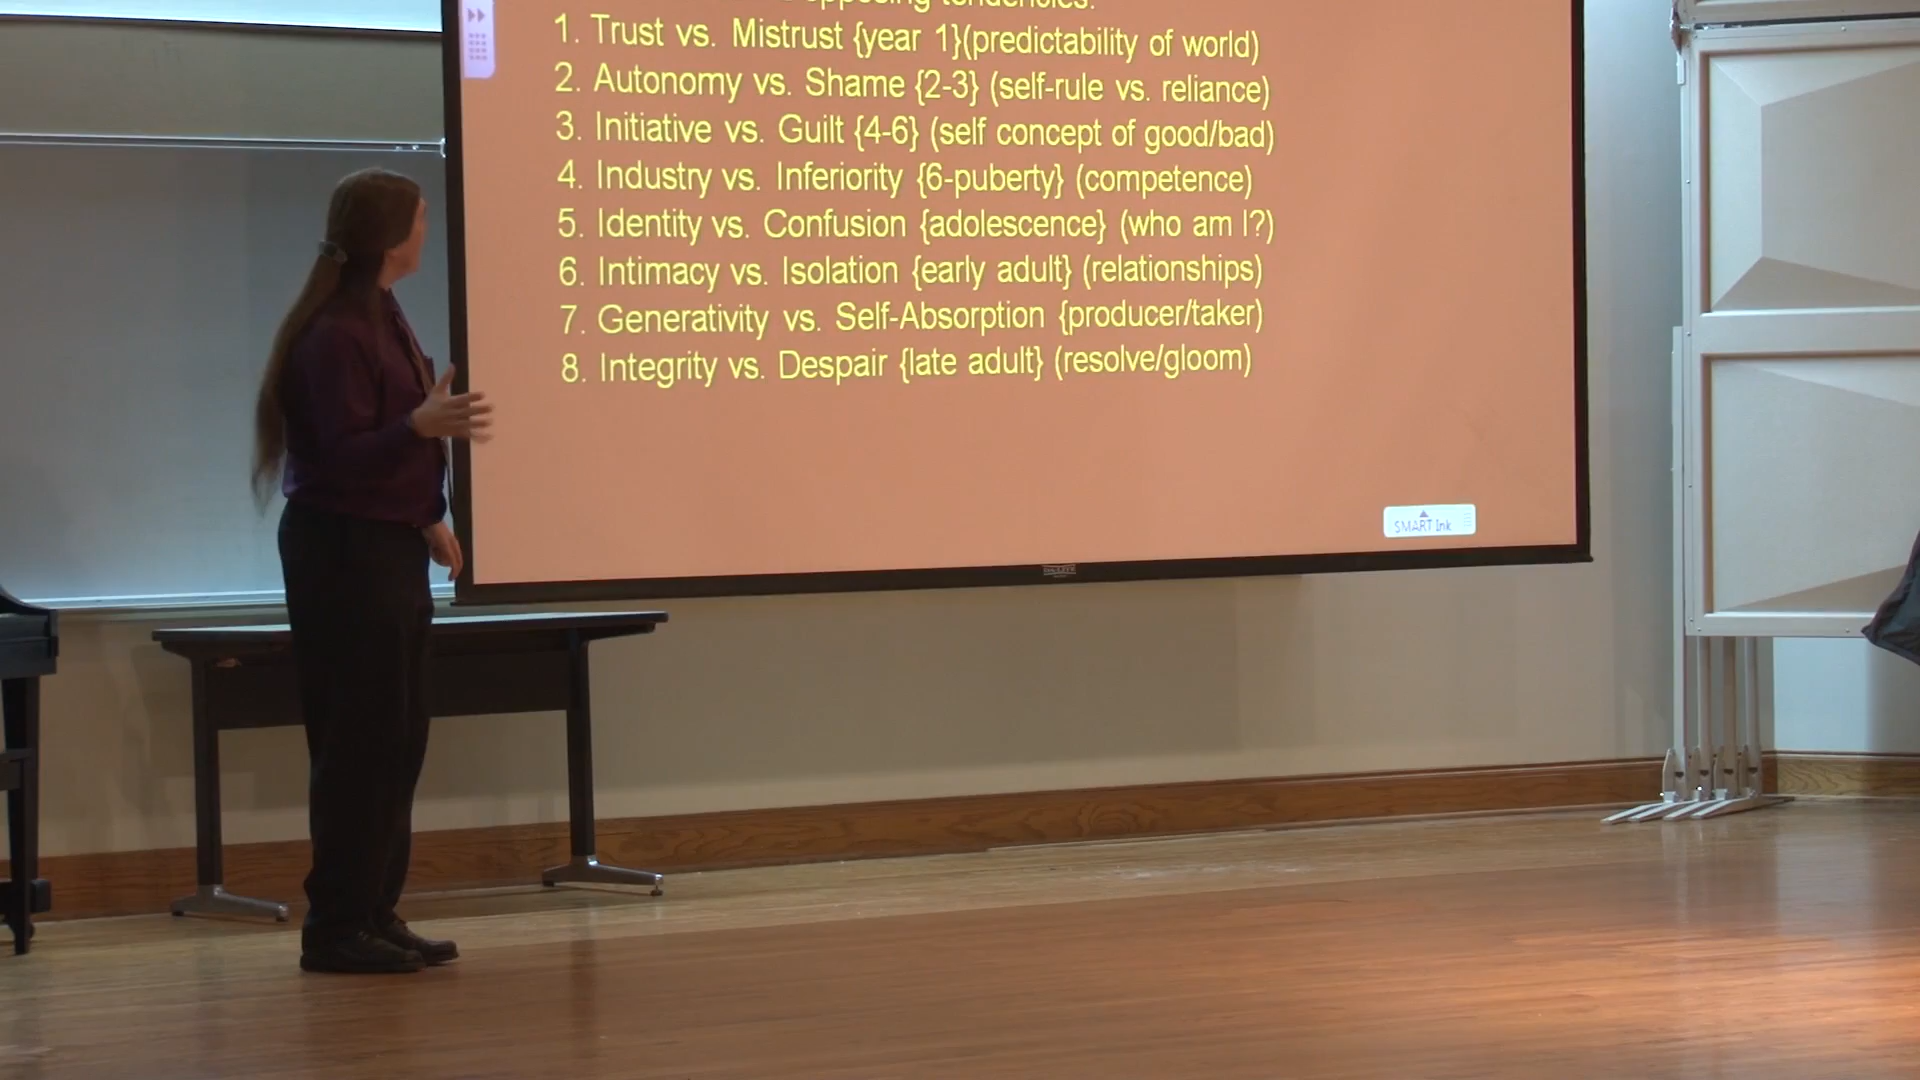 opposing tendencies:
1. Trust vs. Mistrust {year 1}(predictability of world)
2. Autonomy vs. Shame {2-3} (self-rule vs. reliance)
3. Initiative vs. Guilt {4-6} (self concept of good/bad)
4. Industry vs. Inferiority {6-puberty} (competence)
5. Identity vs. Confusion {adolescence} (who am I?)
6. Intimacy vs. Isolation {early adult} (relationships)
7. Generativity vs. Self-Absorption {producer/taker)
8. Integrity vs. Despair {late adult} (resolve/gloom)
SMART Ink